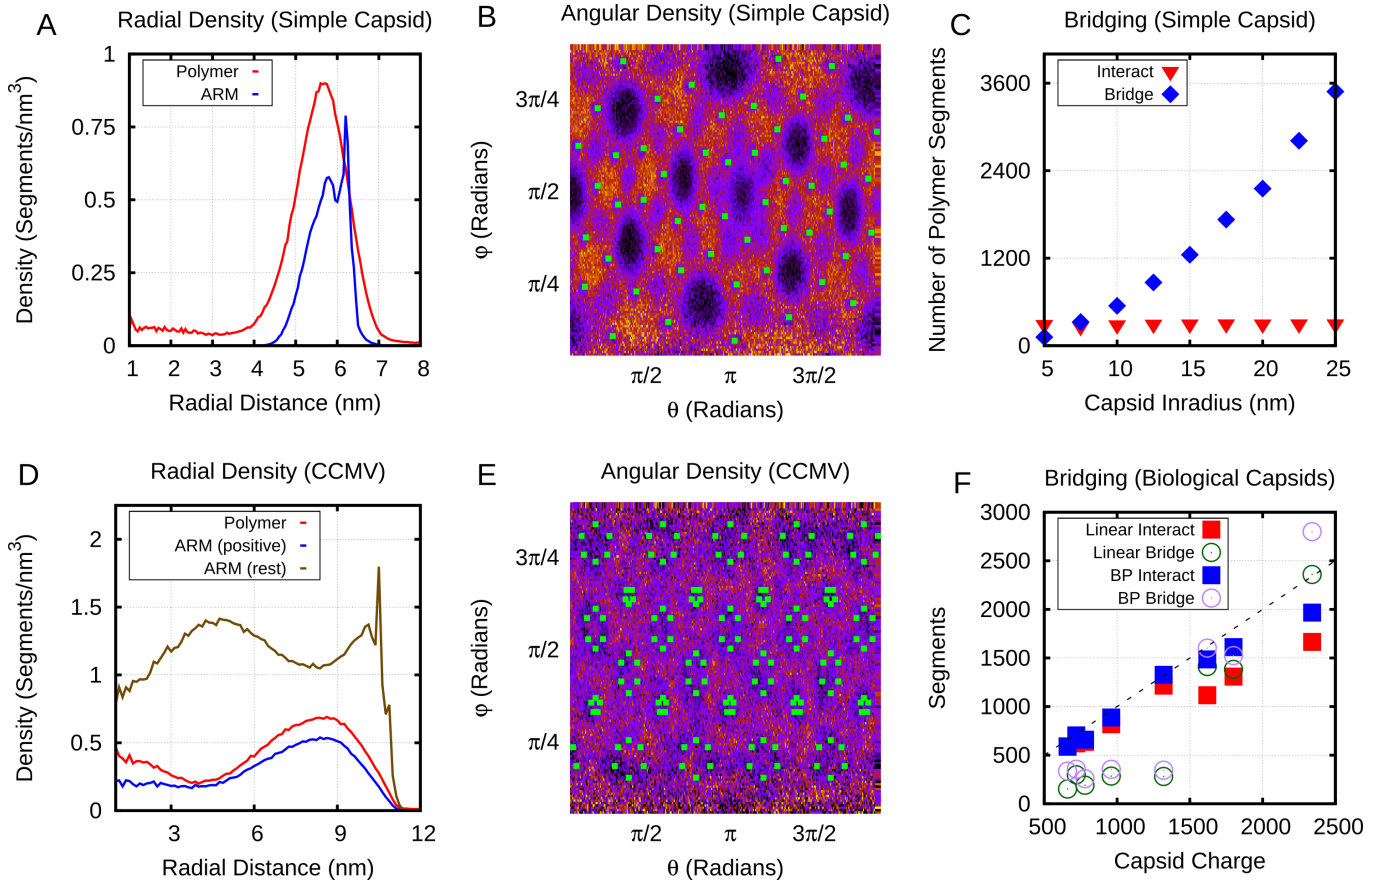 A
Radial Density (Simple Capsid)
Density (Segments/nm3)
1
0.75
0.5
0.25
0
Polymer
ARM
1 2 3 4 5 6 7 8
Radial Distance (nm)
B
Angular Density (Simple Capsid)
φ (Radians)
3π/4
π/2
π/4
π/2 π 3π/2
θ (Radians)
C
Bridging (Simple Capsid)
Number of Polymer Segments
3600
2400
1200
0
Interact
Bridge
5 10 15 20 25
Capsid Inradius (nm)
D
Radial Density (CCMV)
Density (Segments/nm3)
2
1.5
1
0.5
0
Polymer
ARM (positive)
ARM (rest)
3 6 9 12
Radial Distance (nm)
E
Angular Density (CCMV)
φ (Radians)
3π/4
π/2
π/4
π/2 π 3π/2
θ (Radians)
F
Bridging (Biological Capsids)
Segments
3000
2500
2000
1500
1000
500
0
Linear Interact
Linear Bridge
BP Interact
BP Bridge
500 1000 1500 2000 2500
Capsid Charge